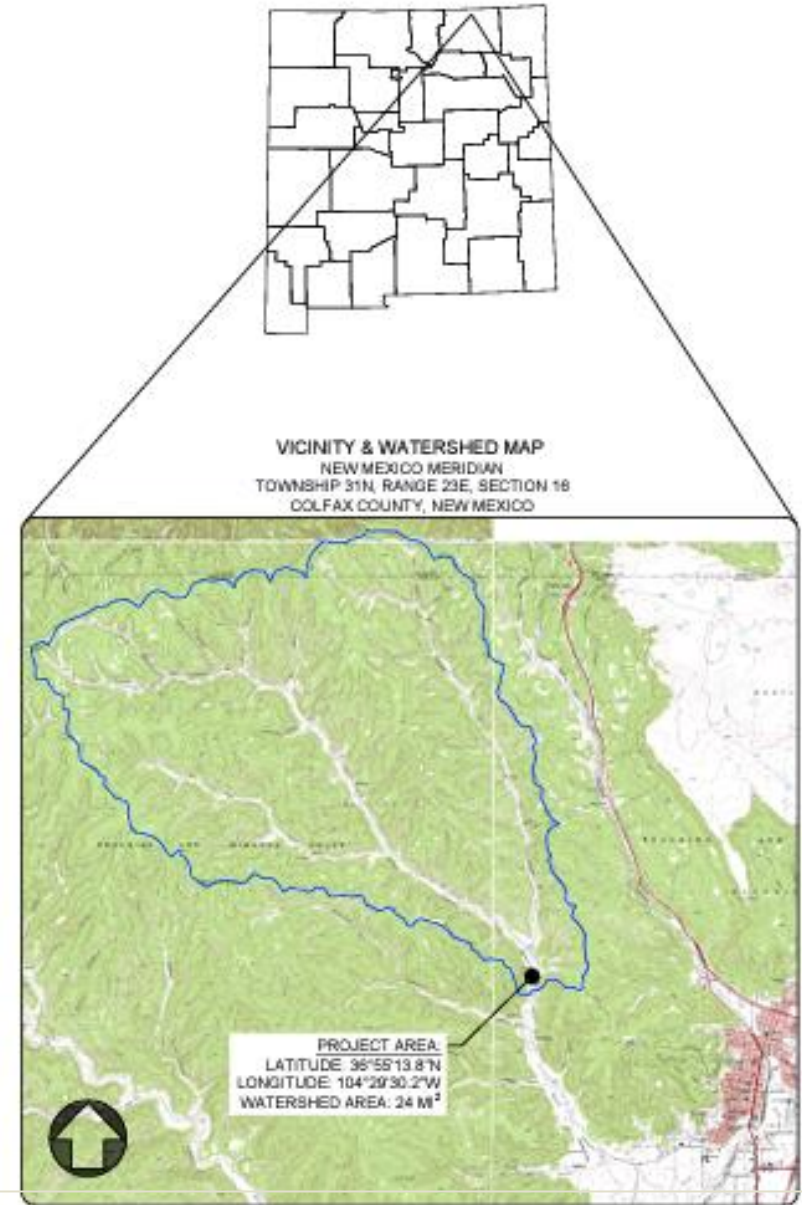 VICINITY & WATERSHED MAP
NEW MEXICO MERIDIAN
TOWNSHIP 31N, RANGE 23E, SECTION 16
COLFAX COUNTY, NEW MEXICO
PROJECT AREA:
LATITUDE: 36°55'13.8"N
LONGITUDE: 104°29'30.2"W
WATERSHED AREA: 24 MI²